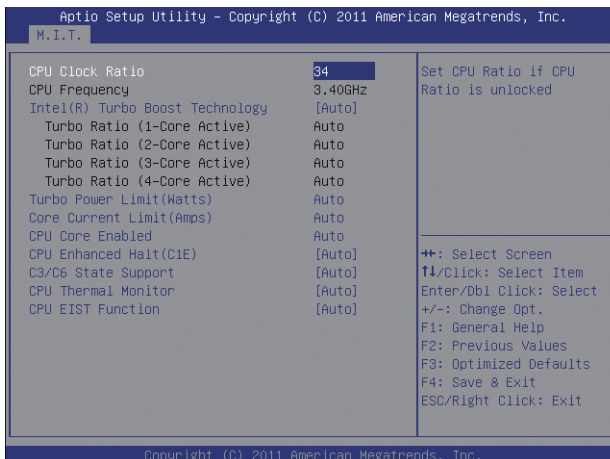 Aptio Setup Utility – Copyright (C) 2011 American Megatrends, Inc.
M.I.T.
CPU Clock Ratio 34
CPU Frequency 3.40GHz
Intel(R) Turbo Boost Technology [Auto]
Turbo Ratio (1-Core Active) Auto
Turbo Ratio (2-Core Active) Auto
Turbo Ratio (3-Core Active) Auto
Turbo Ratio (4-Core Active) Auto
Turbo Power Limit(Watts) Auto
Core Current Limit(Amps) Auto
CPU Core Enabled Auto
CPU Enhanced Halt(C1E) [Auto]
C3/C6 State Support [Auto]
CPU Thermal Monitor [Auto]
CPU EIST Function [Auto]
Set CPU Ratio if CPU
Ratio is unlocked
→←: Select Screen
↑↓/Click: Select Item
Enter/Dbl Click: Select
+/-: Change Opt.
F1: General Help
F2: Previous Values
F3: Optimized Defaults
F4: Save & Exit
ESC/Right Click: Exit
Copyright (C) 2011 American Megatrends, Inc.